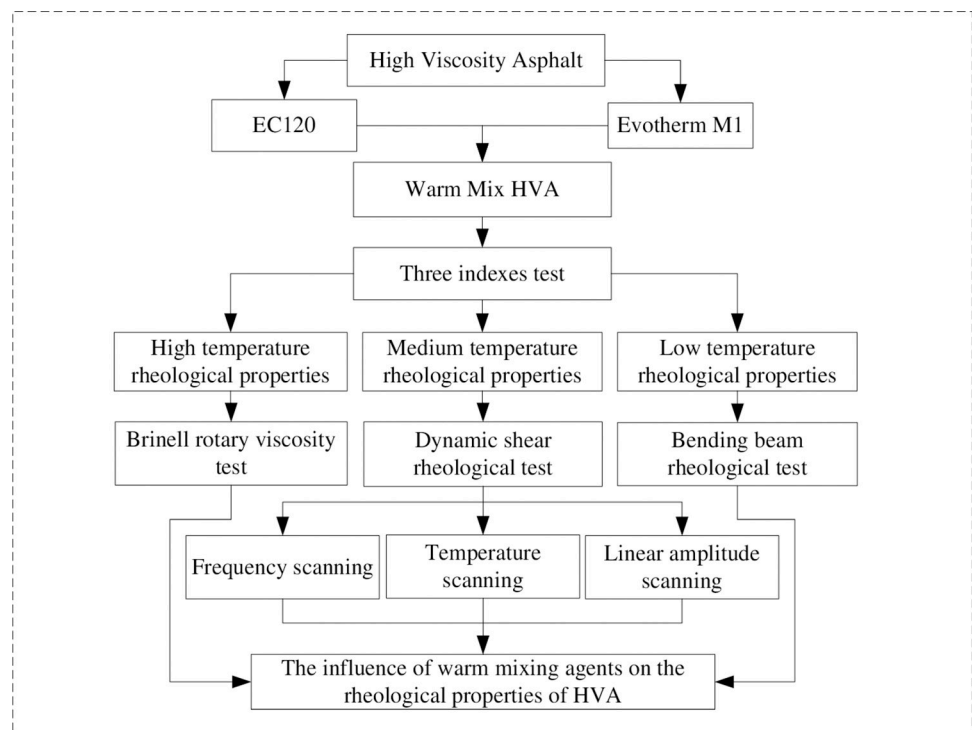 High Viscosity Asphalt
EC120
Evotherm M1
Warm Mix HVA
Three indexes test
High temperature
rheological properties
Medium temperature
rheological properties
Low temperature
rheological properties
Brinell rotary viscosity
test
Dynamic shear
rheological test
Bending beam
rheological test
Frequency scanning
Temperature
scanning
Linear amplitude
scanning
The influence of warm mixing agents on the
rheological properties of HVA